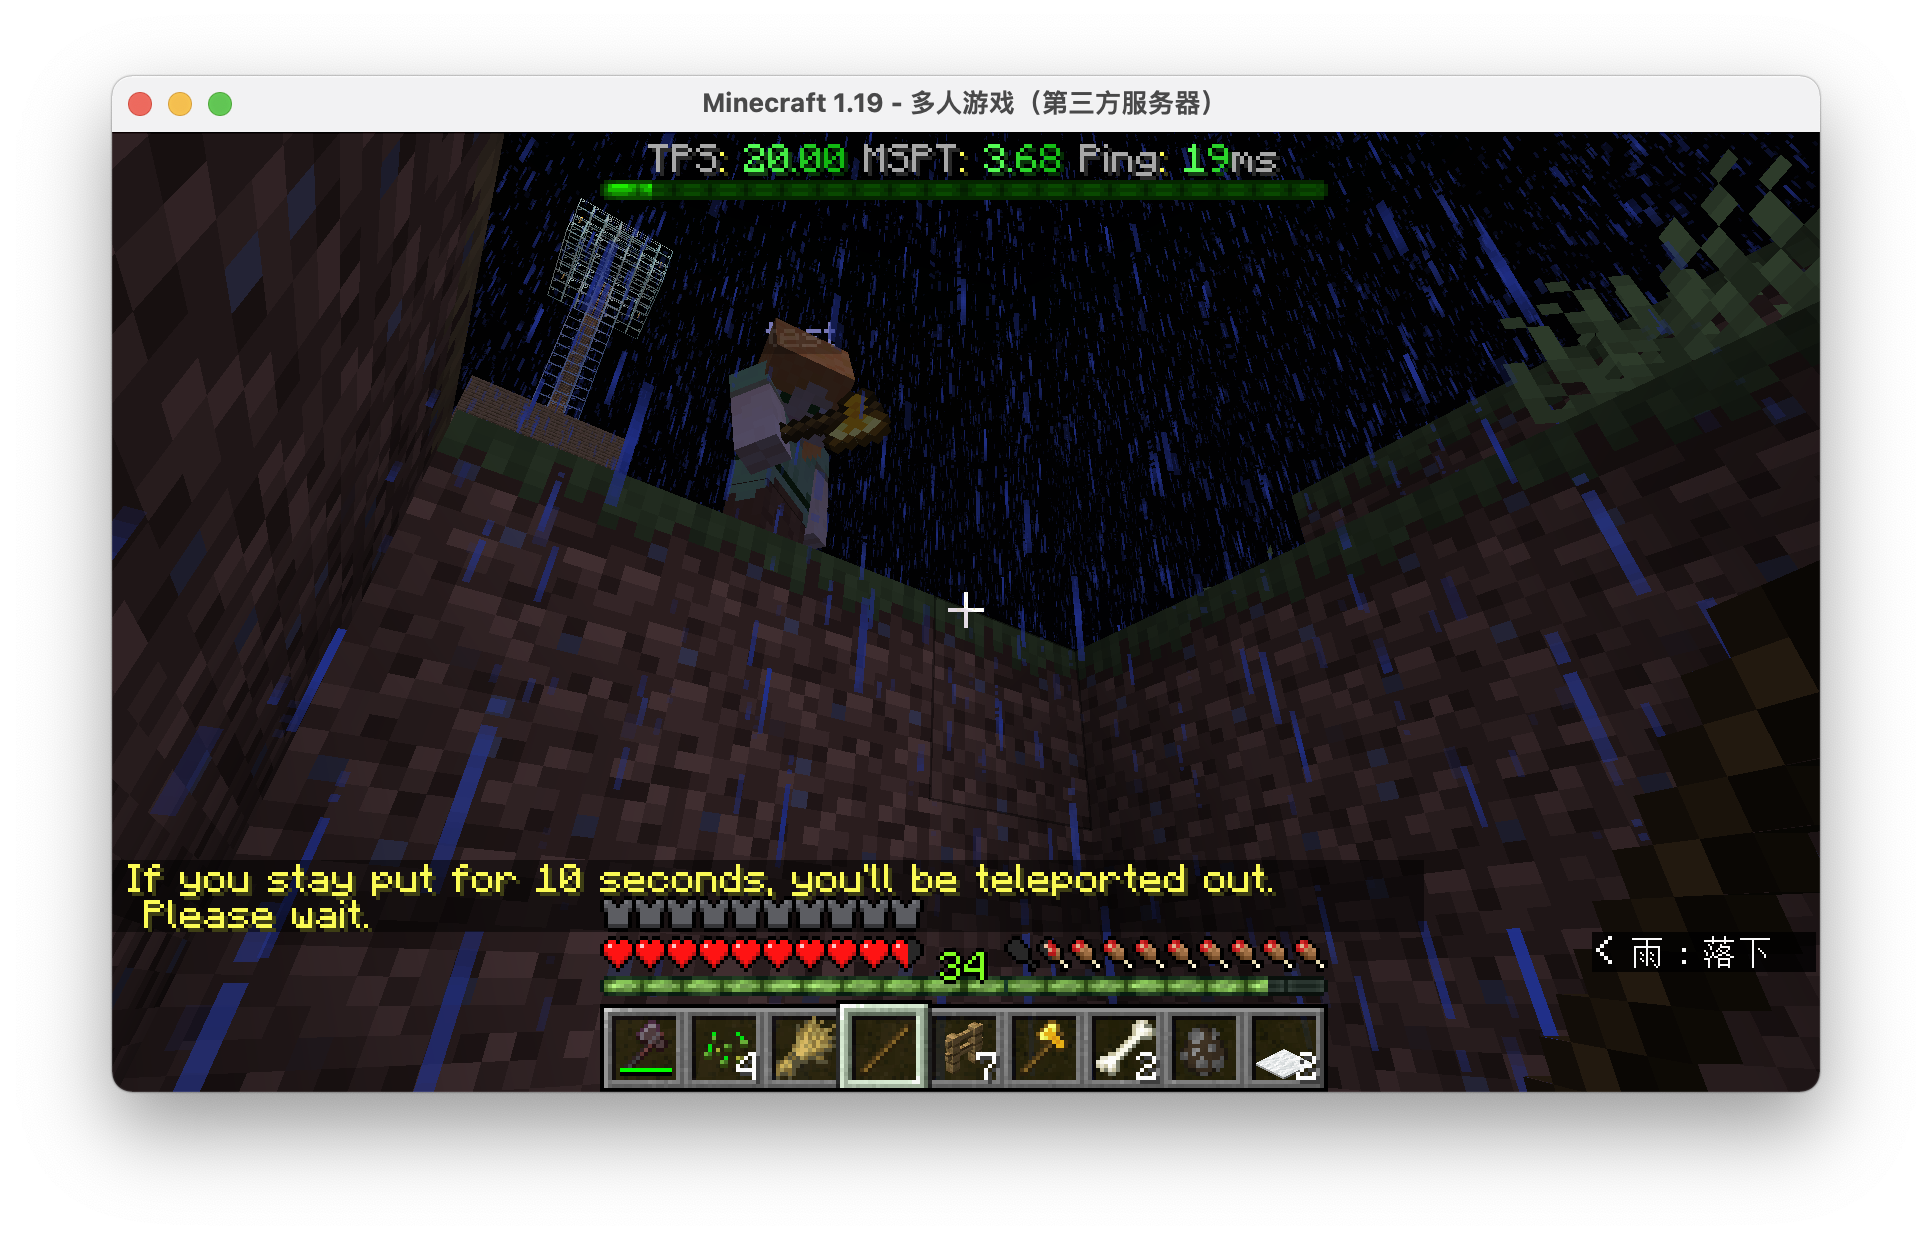 Minecraft 1.19 - 多人游戏（第三方服务器）
TPS: 20.00 MSPT: 3.68 Ping: 19ms
test
If you stay put for 10 seconds, you'll be teleported out.
Please wait.
< 雨：落下
34
4
7
2
2